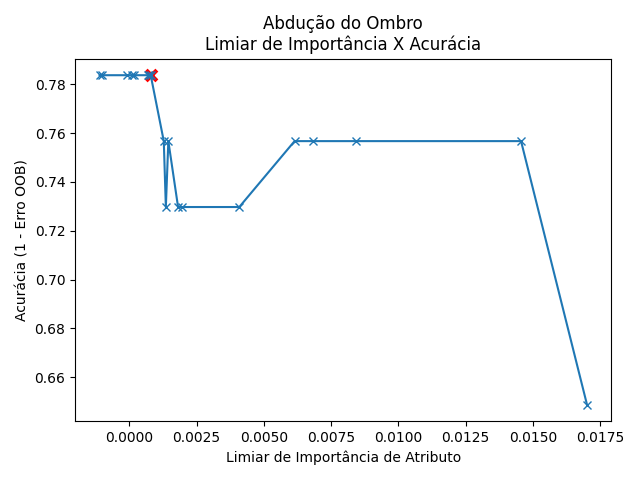 Abdução do Ombro
Limiar de Importância X Acurácia
Acurácia (1 - Erro OOB)
0.78
0.76
0.74
0.72
0.70
0.68
0.66
0.0000 0.0025 0.0050 0.0075 0.0100 0.0125 0.0150 0.0175
Limiar de Importância de Atributo